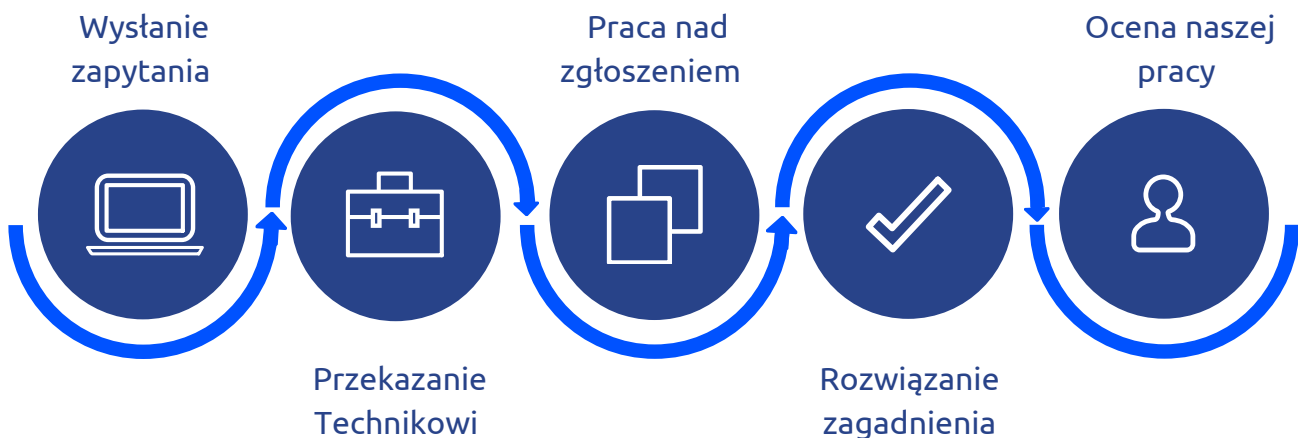 Wysłanie
zapytania
Przekazanie
Technikowi
Praca nad
zgłoszeniem
Rozwiązanie
zagadnienia
Ocena naszej
pracy